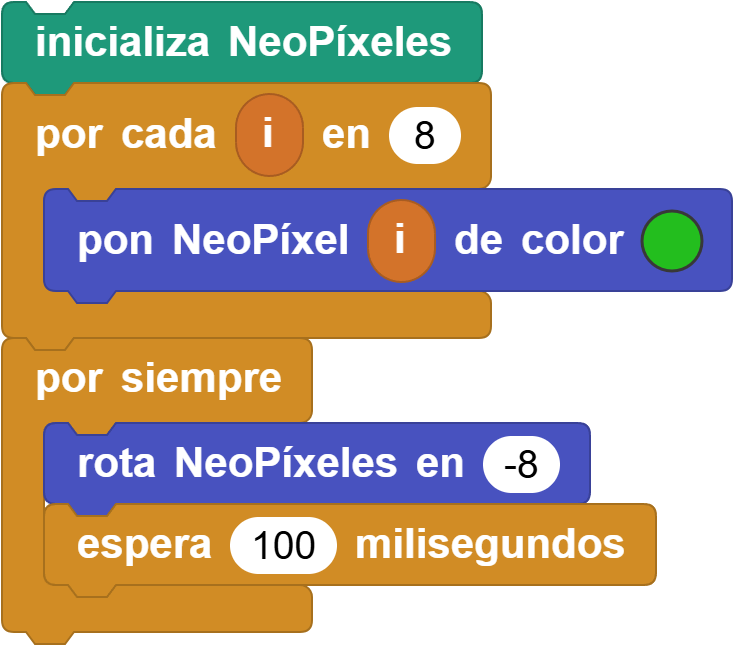 inicializa NeoPíxeles
por cada i en 8
pon NeoPíxel i de color
por siempre
rota NeoPíxeles en -8
espera 100 milisegundos